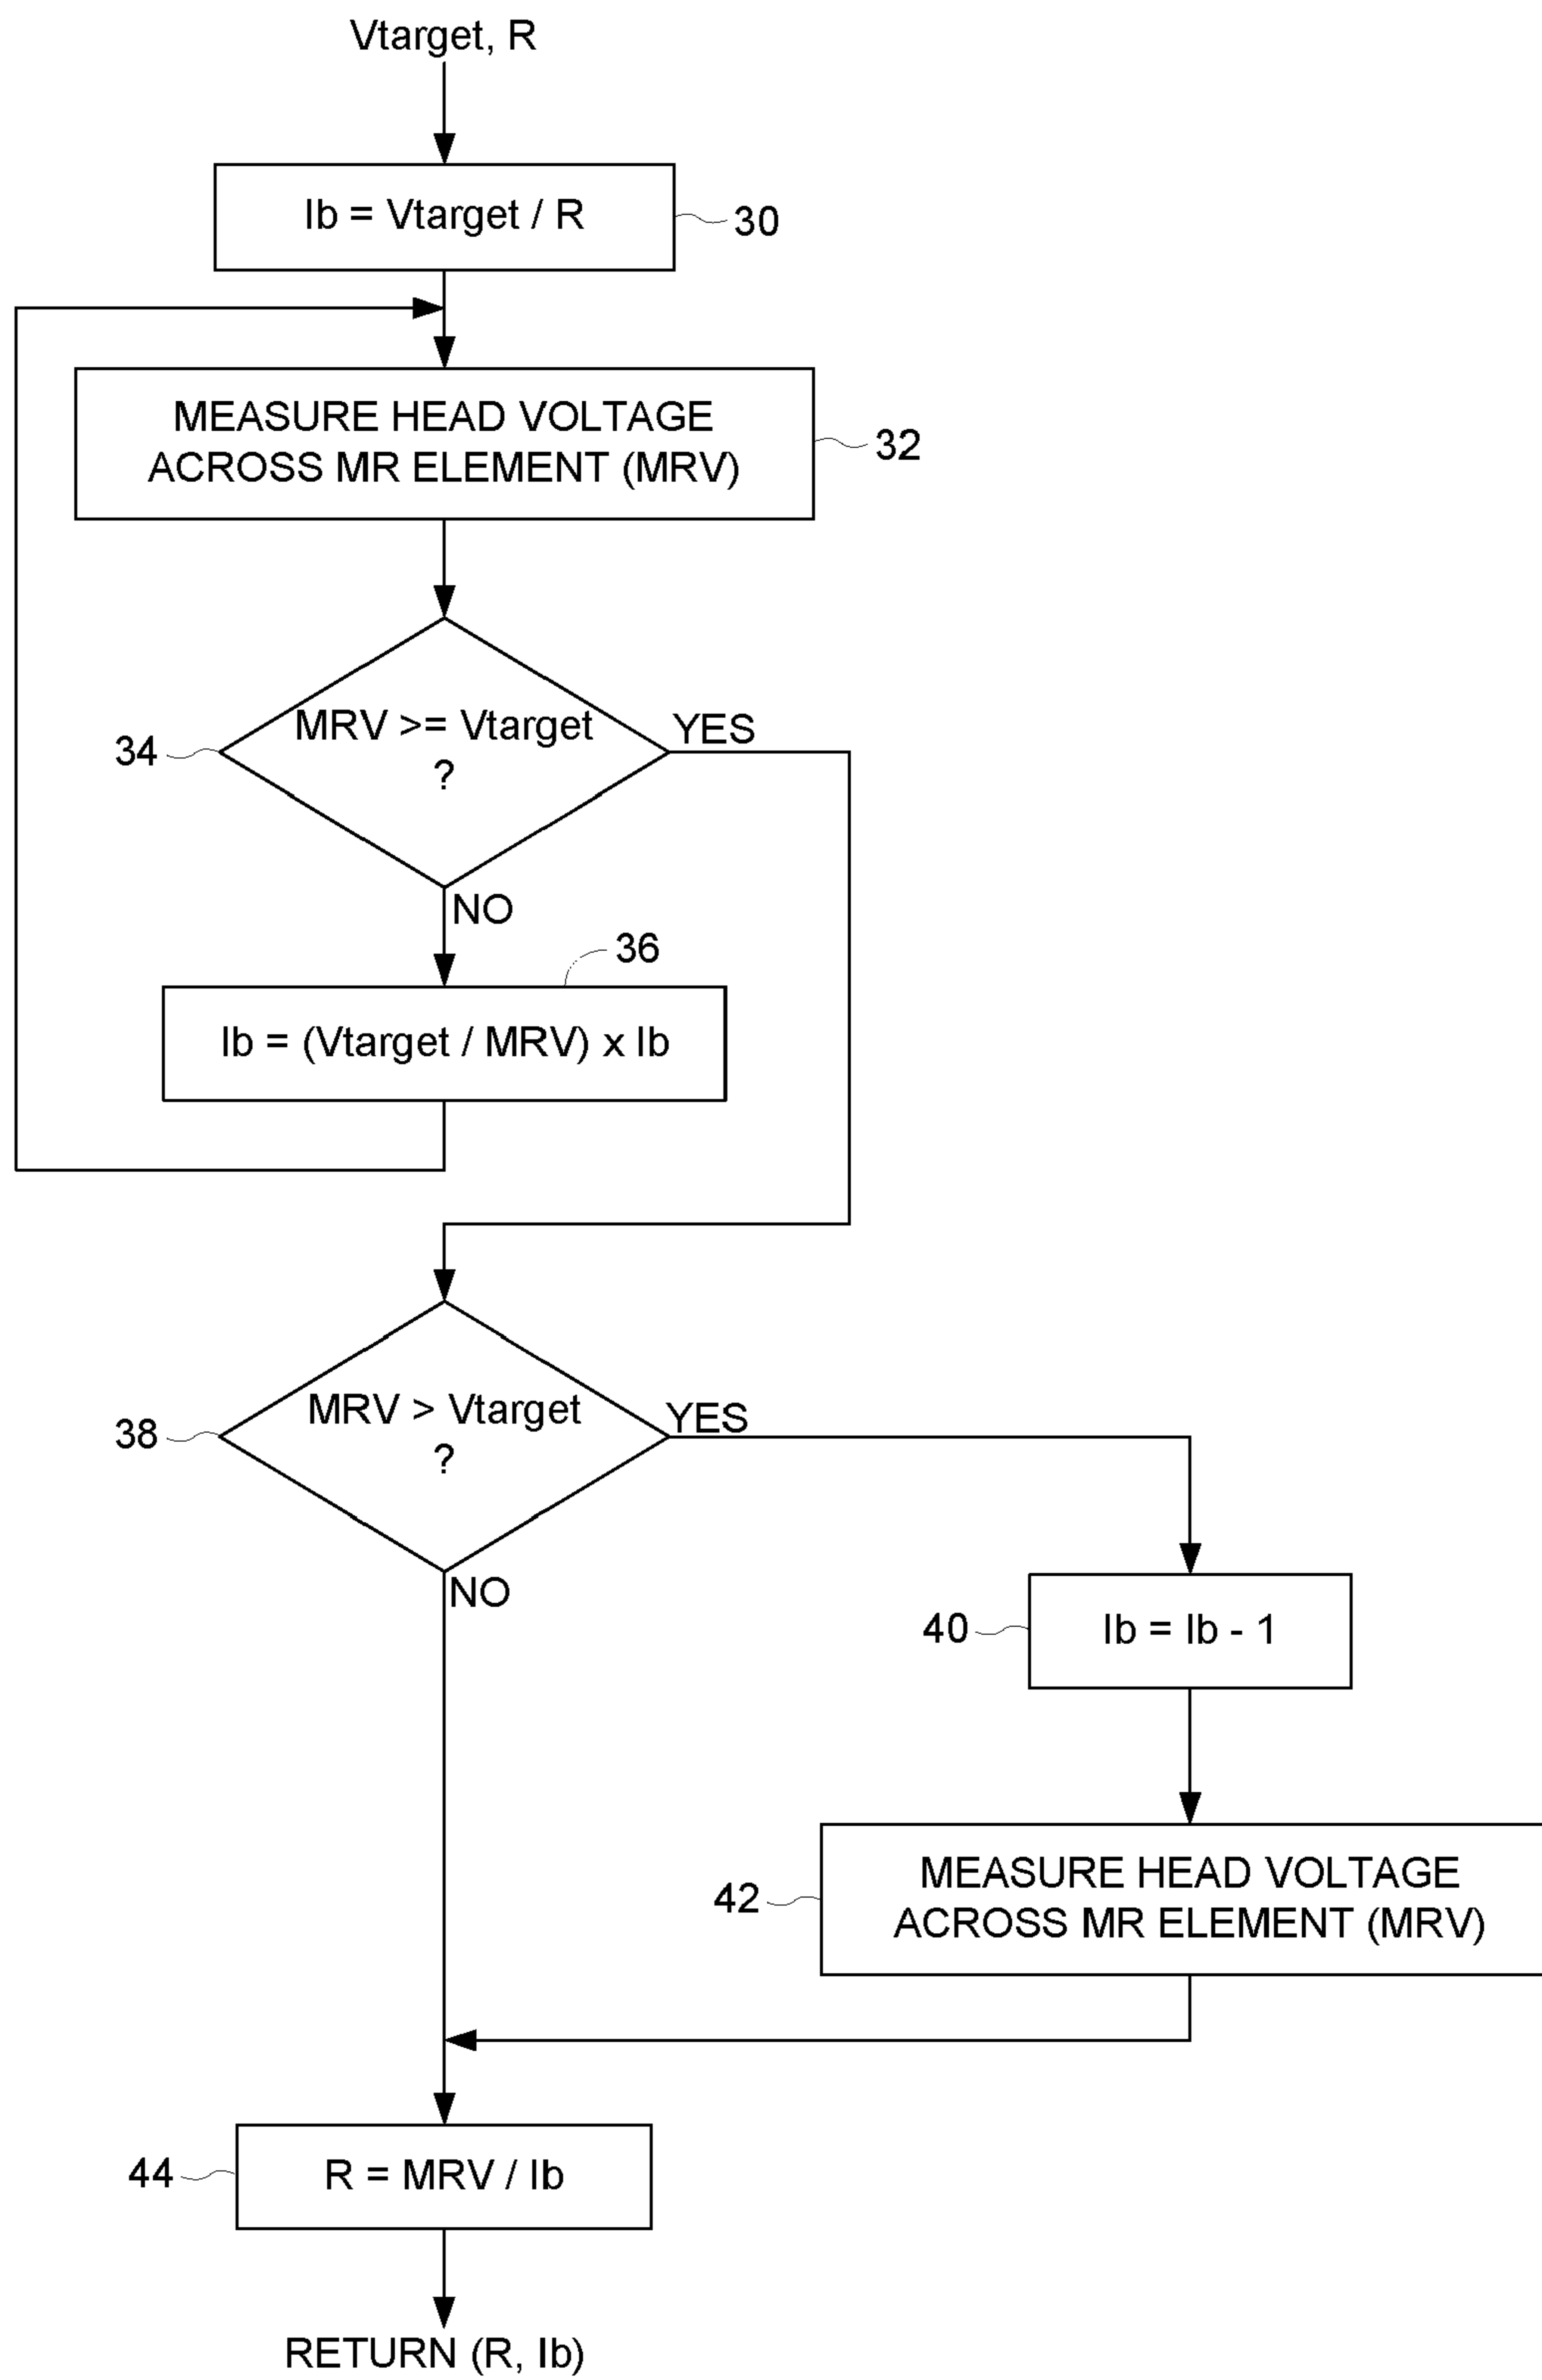 Vtarget, R
Ib = Vtarget / R
30
MEASURE HEAD VOLTAGE
ACROSS MR ELEMENT (MRV)
32
MRV >= Vtarget
?
34
YES
NO
36
Ib = (Vtarget / MRV) x Ib
MRV > Vtarget
?
38
YES
NO
40
Ib = Ib - 1
42
MEASURE HEAD VOLTAGE
ACROSS MR ELEMENT (MRV)
44
R = MRV / Ib
RETURN (R, Ib)